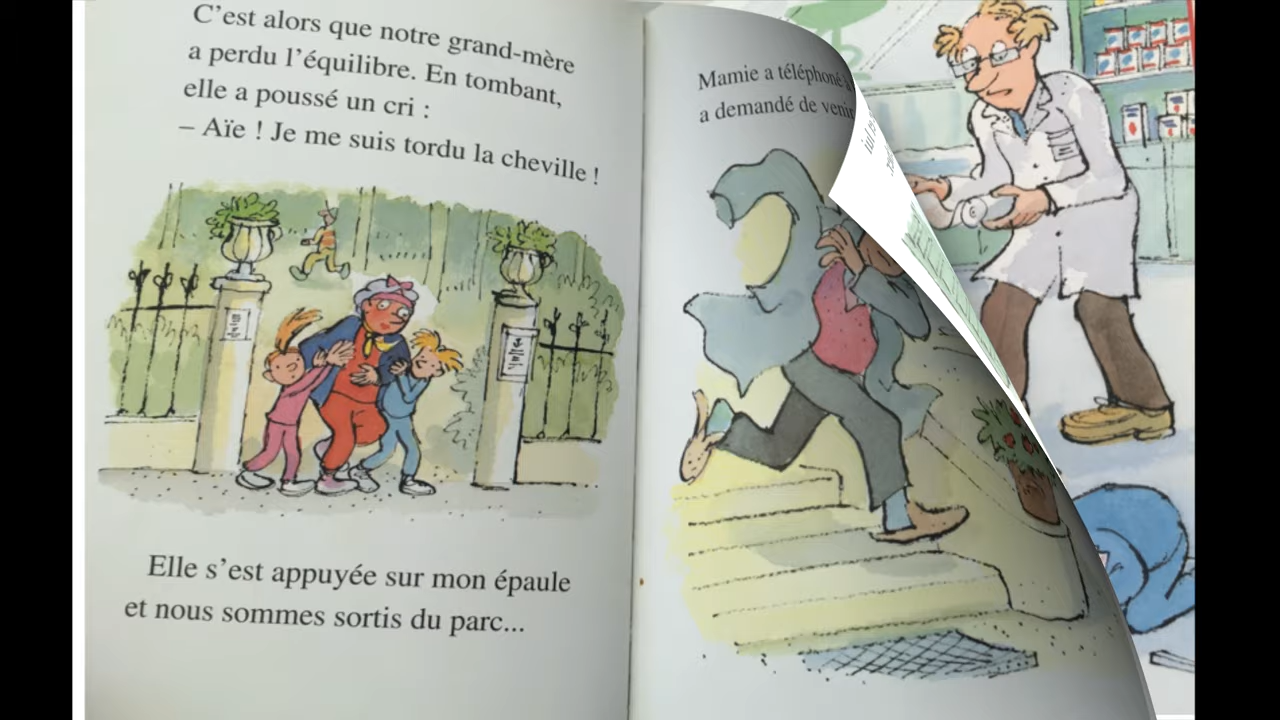 C'est alors que notre grand-mère
a perdu l'équilibre. En tombant,
elle a poussé un cri :
– Aïe ! Je me suis tordu la cheville !
Elle s'est appuyée sur mon épaule
et nous sommes sortis du parc...
Mamie a téléphoné
a demandé de venir